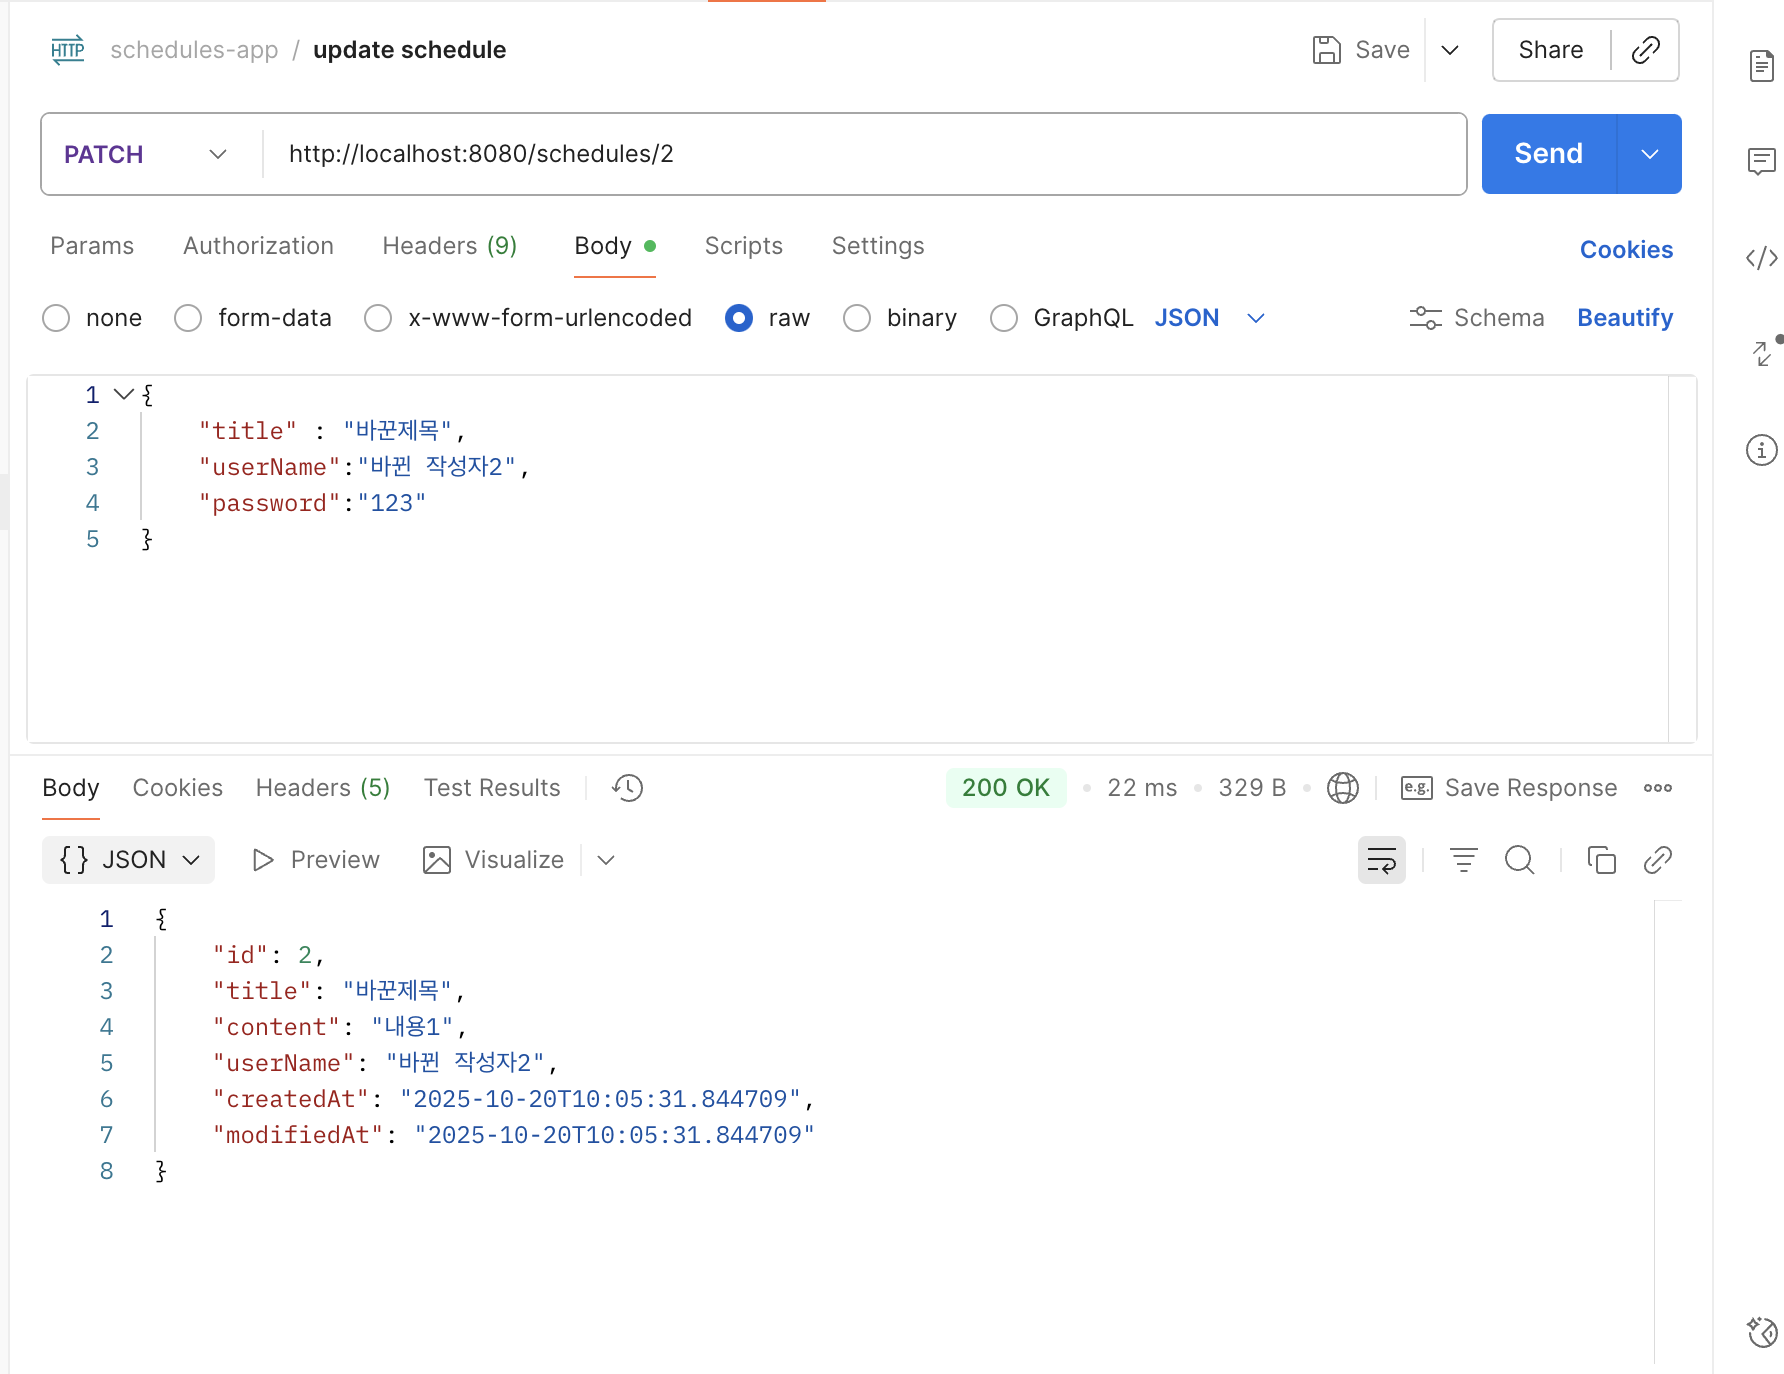 HTTP schedules-app / update schedule Save Share
PATCH http://localhost:8080/schedules/2 Send
Params Authorization Headers (9) Body Scripts Settings Cookies
none form-data x-www-form-urlencoded raw binary GraphQL JSON Schema Beautify
1 {
2 "title" : "바꾼제목",
3 "userName":"바뀐 작성자2",
4 "password":"123"
5 }
Body Cookies Headers (5) Test Results 200 OK • 22 ms • 329 B • e.g. Save Response
{} JSON Preview Visualize
1 {
2 "id": 2,
3 "title": "바꾼제목",
4 "content": "내용1",
5 "userName": "바뀐 작성자2",
6 "createdAt": "2025-10-20T10:05:31.844709",
7 "modifiedAt": "2025-10-20T10:05:31.844709"
8 }